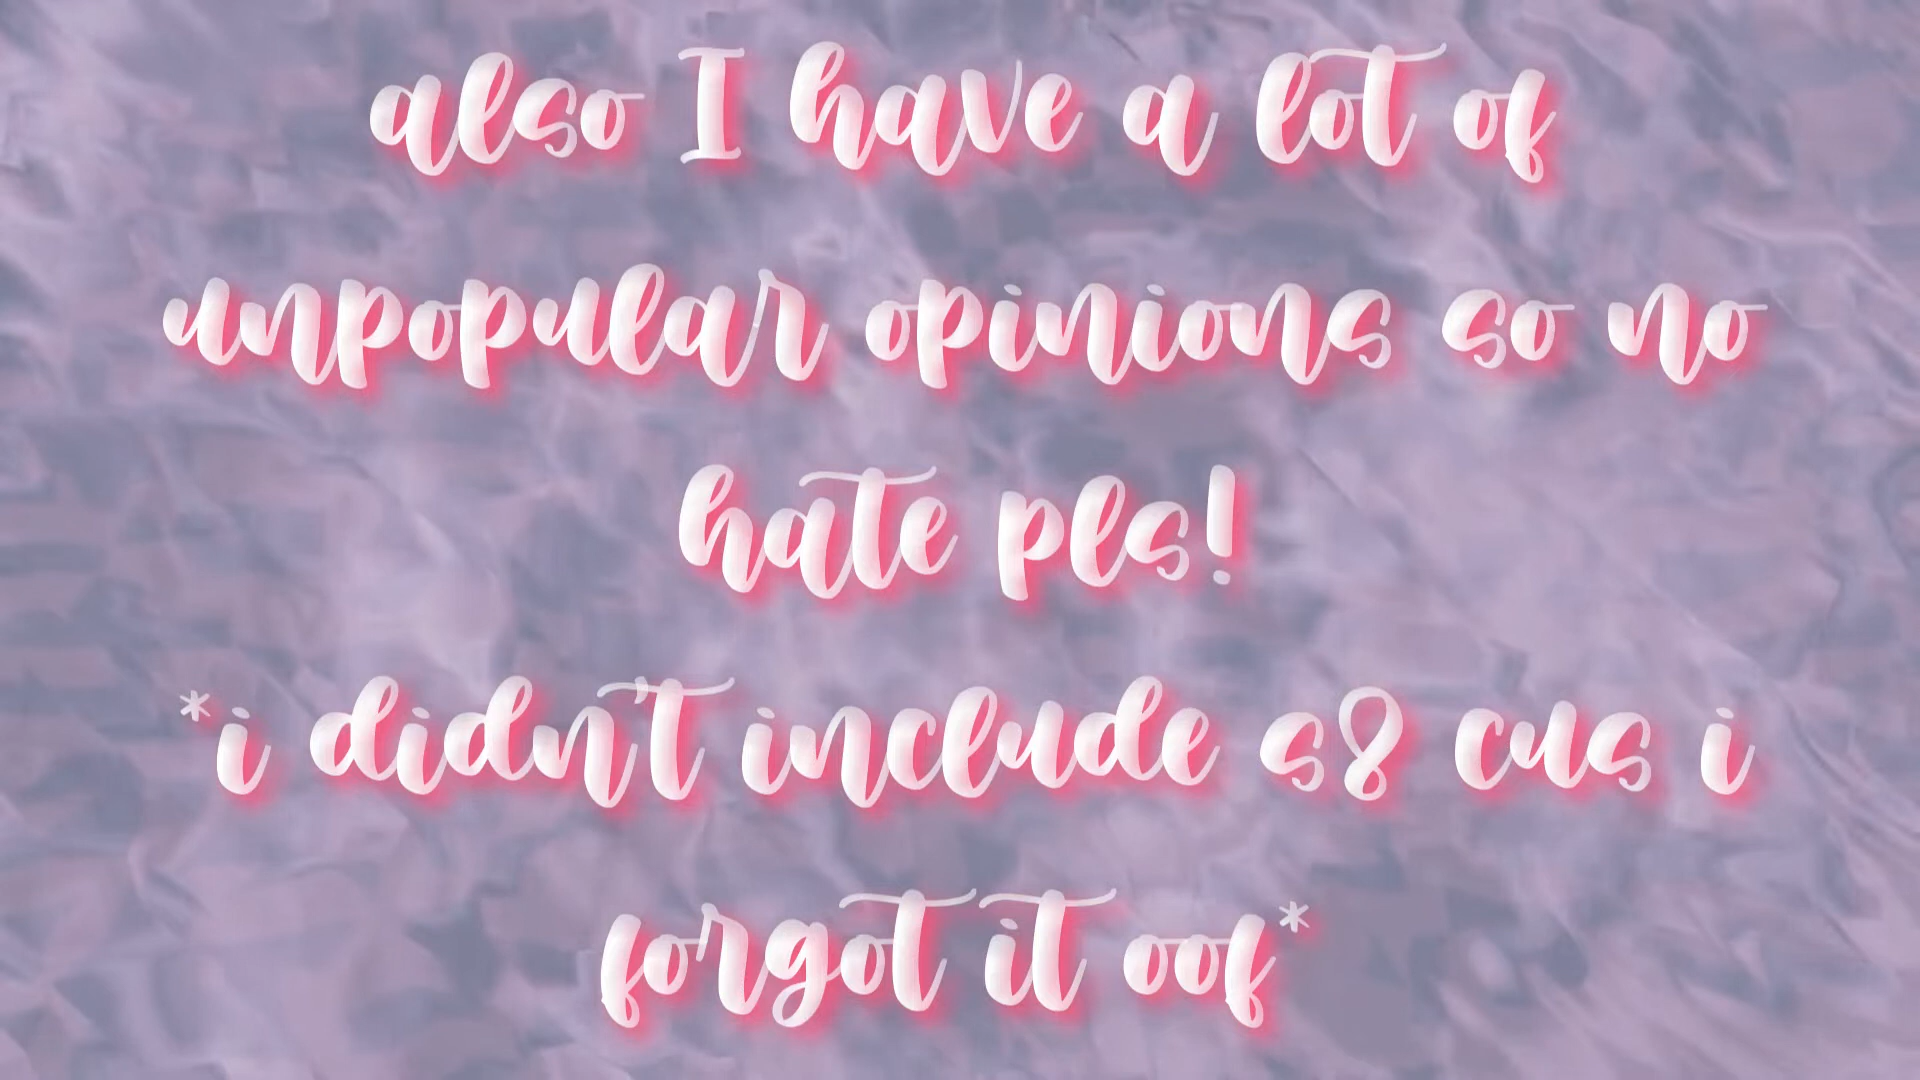 also I have a lot of
unpopular opinions so no
hate pls!
*i didn't include s8 cus i
forgot it oof*